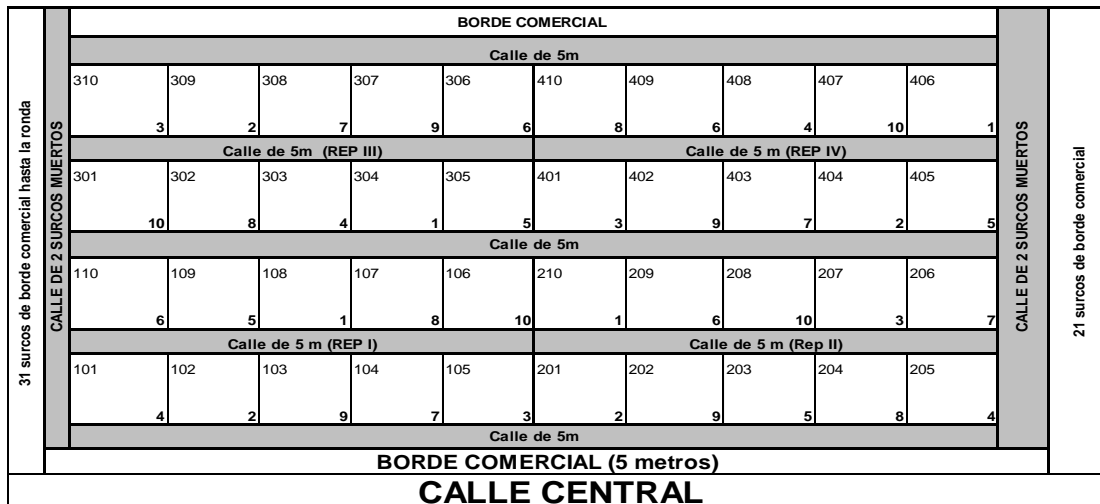 BORDE COMERCIAL
Calle de 5m
310 309 308 307 306 410 409 408 407 406
3 2 7 9 6 8 6 4 10 1
Calle de 5m (REP III) Calle de 5 m (REP IV)
301 302 303 304 305 401 402 403 404 405
10 8 4 1 5 3 9 7 2 5
Calle de 5m
110 109 108 107 106 210 209 208 207 206
6 5 1 8 10 1 6 10 3 7
Calle de 5 m (REP I) Calle de 5 m (Rep II)
101 102 103 104 105 201 202 203 204 205
4 2 9 7 3 2 9 5 8 4
Calle de 5m
BORDE COMERCIAL (5 metros)
CALLE CENTRAL
31 surcos de borde comercial hasta la ronda
CALLE DE 2 SURCOS MUERTOS
CALLE DE 2 SURCOS MUERTOS
21 surcos de borde comercial